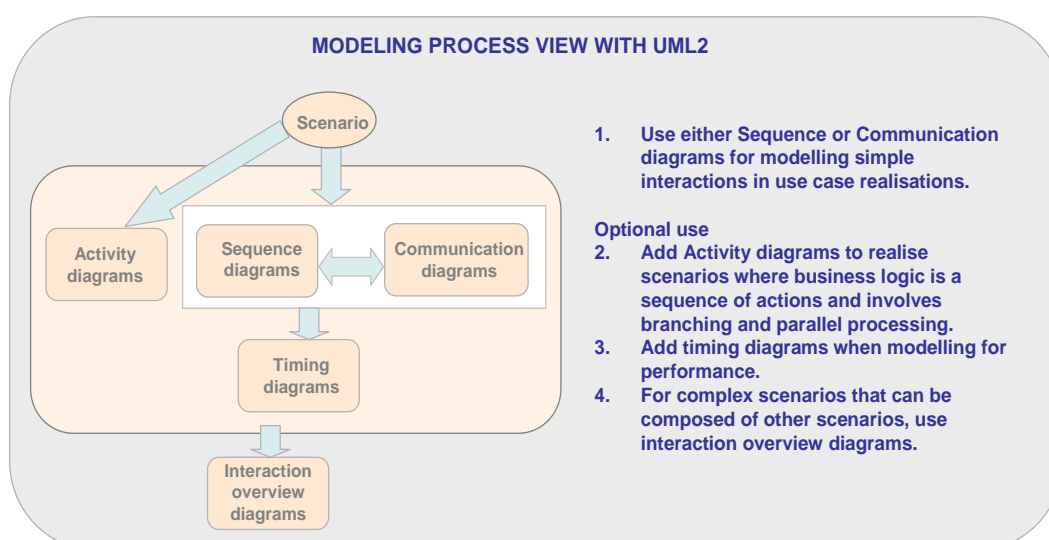 MODELING PROCESS VIEW WITH UML2
Scenario
Activity
diagrams
Sequence
diagrams
Communication
diagrams
Timing
diagrams
Interaction
overview
diagrams
1. Use either Sequence or Communication
diagrams for modelling simple
interactions in use case realisations.
Optional use
2. Add Activity diagrams to realise
scenarios where business logic is a
sequence of actions and involves
branching and parallel processing.
3. Add timing diagrams when modelling for
performance.
4. For complex scenarios that can be
composed of other scenarios, use
interaction overview diagrams.